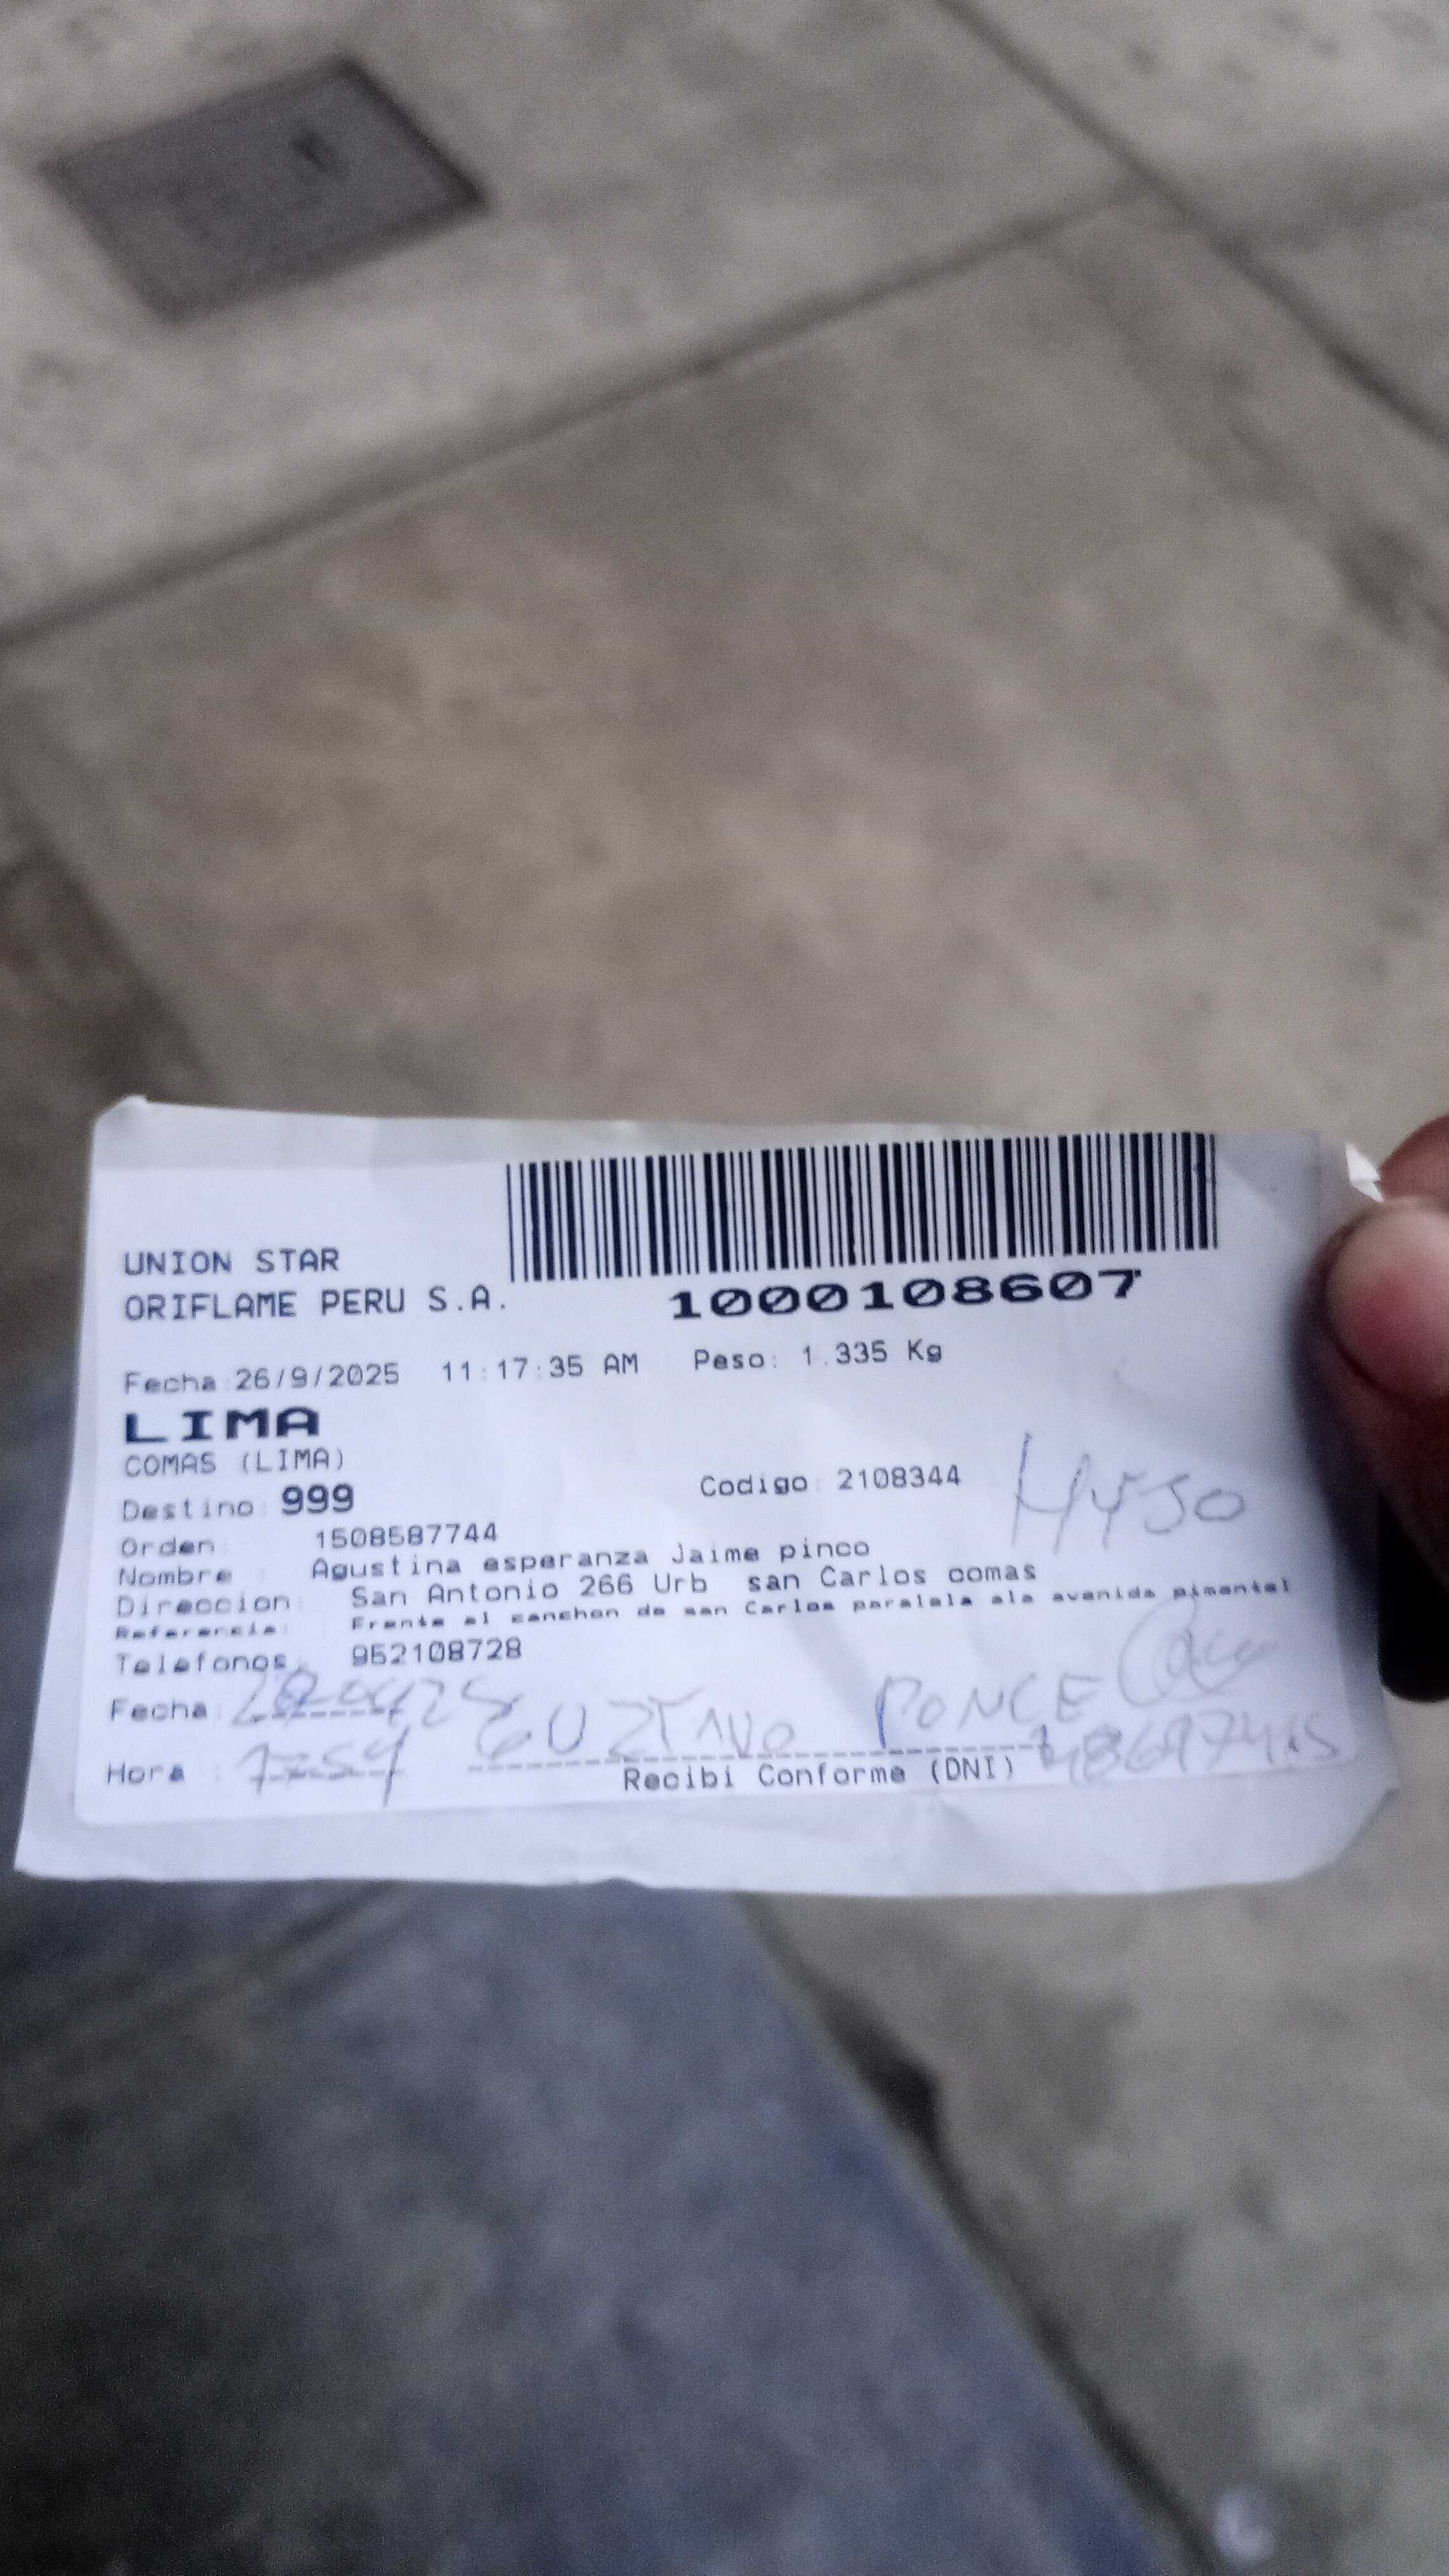 UNION STAR
ORIFLAME PERU S.A.
1000108607
Fecha:26/9/2025 11:17:35 AM Peso: 1.335 Kg
LIMA
COMAS (LIMA)
Destino: 999
Codigo: 2108344
Orden: 1508587744
Nombre : Agustina esperanza Jaime pinco
Direccion: San Antonio 266 Urb san Carlos comas
Referencia: Frente al canchon de san Carlos paralela ala avenida pimentel
Telefonos: 952108728
Fecha:
PONCE
Hora :
Recibi Conforme (DNI)